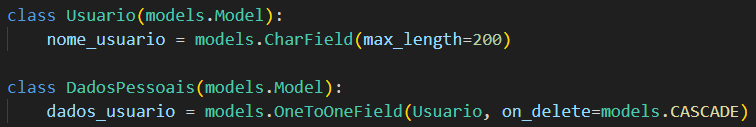 class Usuario(models.Model):
    nome_usuario = models.CharField(max_length=200)
class DadosPessoais(models.Model):
    dados_usuario = models.OneToOneField(Usuario, on_delete=models.CASCADE)